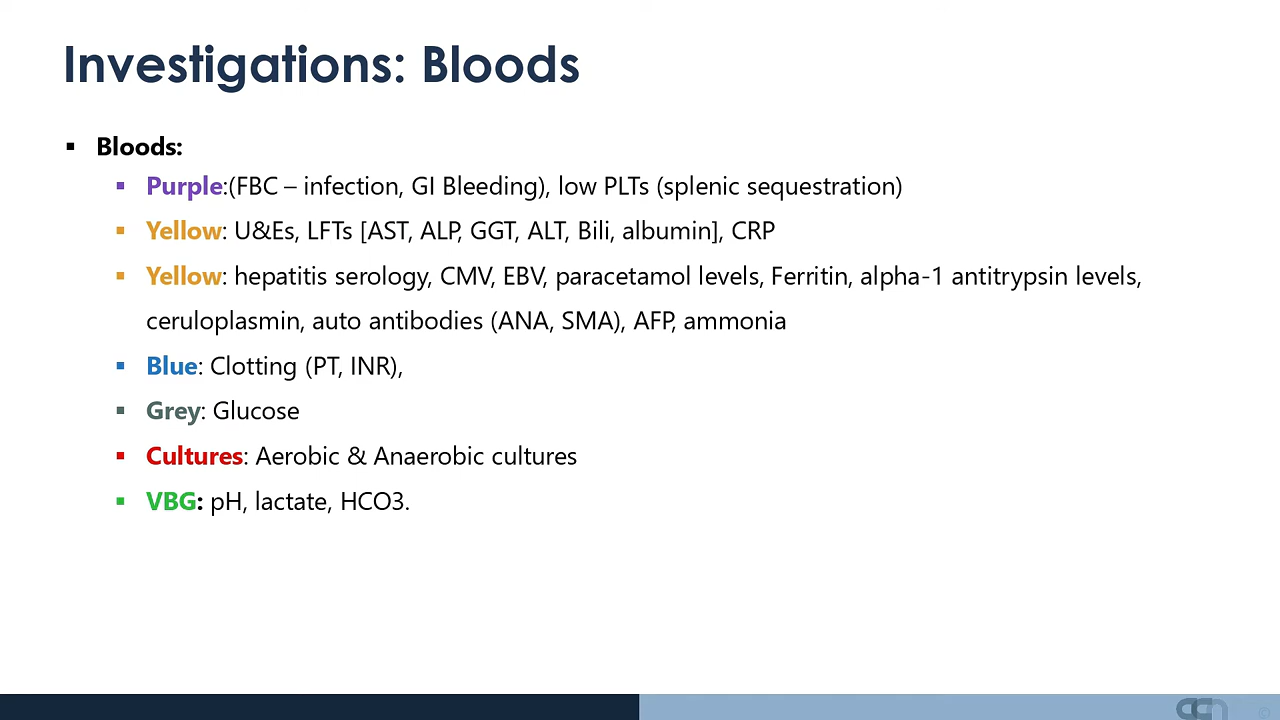 Investigations: Bloods
▪ Bloods:
▪ Purple:(FBC – infection, GI Bleeding), low PLTs (splenic sequestration)
▪ Yellow: U&Es, LFTs [AST, ALP, GGT, ALT, Bili, albumin], CRP
▪ Yellow: hepatitis serology, CMV, EBV, paracetamol levels, Ferritin, alpha-1 antitrypsin levels,
ceruloplasmin, auto antibodies (ANA, SMA), AFP, ammonia
▪ Blue: Clotting (PT, INR),
▪ Grey: Glucose
▪ Cultures: Aerobic & Anaerobic cultures
▪ VBG: pH, lactate, HCO3.